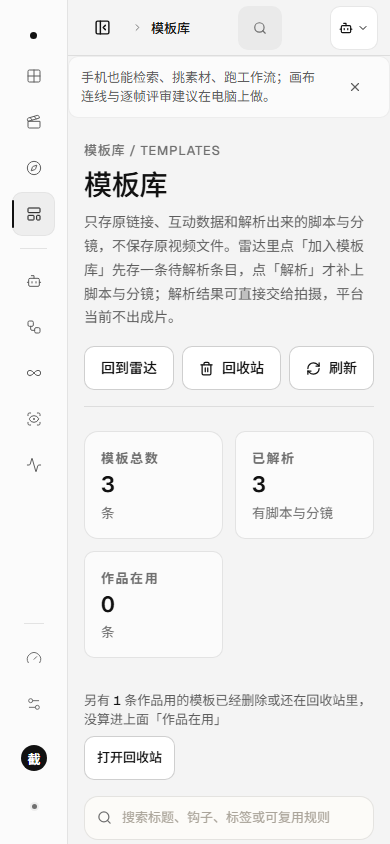 模板库
手机也能检索、挑素材、跑工作流；画布
连线与逐帧评审建议在电脑上做。
模板库 / TEMPLATES
模板库
只存原链接、互动数据和解析出来的脚本与分
镜，不保存原视频文件。雷达里点「加入模板
库」先存一条待解析条目，点「解析」才补上
脚本与分镜；解析结果可直接交给拍摄，平台
当前不出成片。
回到雷达
回收站
刷新
模板总数
3
条
已解析
3
有脚本与分镜
作品在用
0
条
另有 1 条作品用的模板已经删除或还在回收站里，
没算进上面「作品在用」
打开回收站
搜索标题、钩子、标签或可复用规则
截